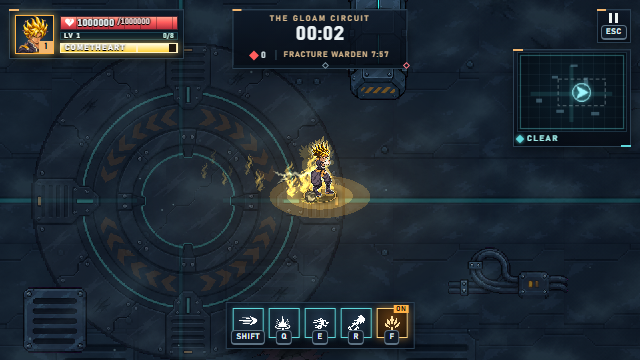 1000000/1000000
LV 1
0/8
COMETHEART
1
THE GLOAM CIRCUIT
00:02
0
FRACTURE WARDEN 7:57
ESC
CLEAR
ON
SHIFT
Q
E
R
F